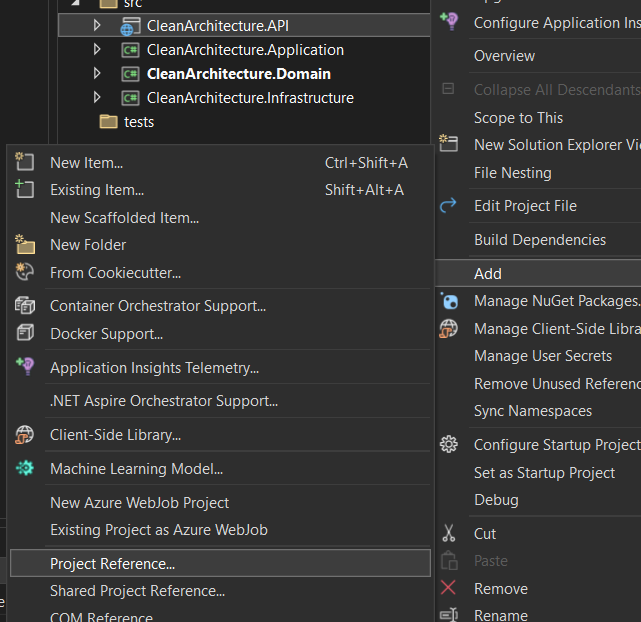 src
CleanArchitecture.API
CleanArchitecture.Application
CleanArchitecture.Domain
CleanArchitecture.Infrastructure
tests
New Item... Ctrl+Shift+A
Existing Item... Shift+Alt+A
New Scaffolded Item...
New Folder
From Cookiecutter...
Container Orchestrator Support...
Docker Support...
Application Insights Telemetry...
.NET Aspire Orchestrator Support...
Client-Side Library...
Machine Learning Model...
New Azure WebJob Project
Existing Project as Azure WebJob
Project Reference...
Shared Project Reference...
COM Reference
Configure Application Ins
Overview
Collapse All Descendants
Scope to This
New Solution Explorer Vi
File Nesting
Edit Project File
Build Dependencies
Add
Manage NuGet Packages.
Manage Client-Side Libra
Manage User Secrets
Remove Unused Referenc
Sync Namespaces
Configure Startup Project
Set as Startup Project
Debug
Cut
Paste
Remove
Rename